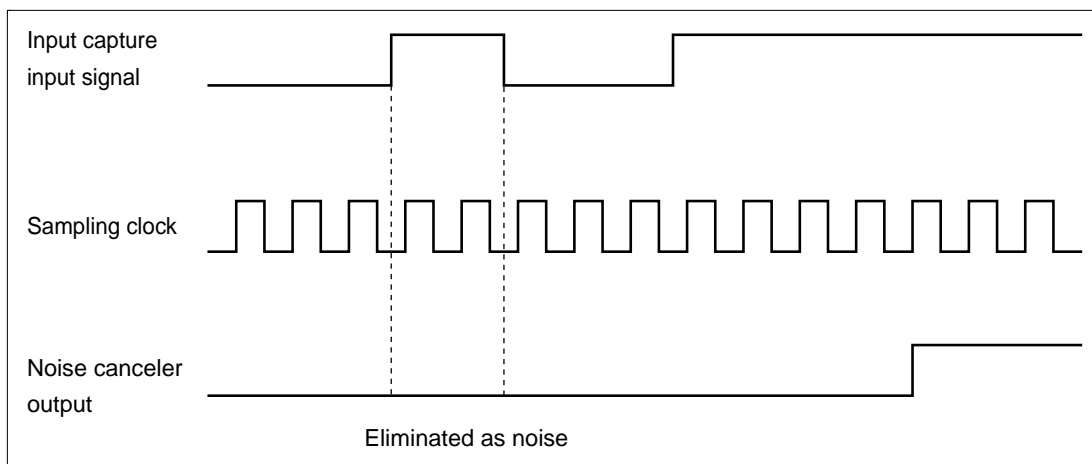 Input capture
input signal
Sampling clock
Noise canceler
output
Eliminated as noise